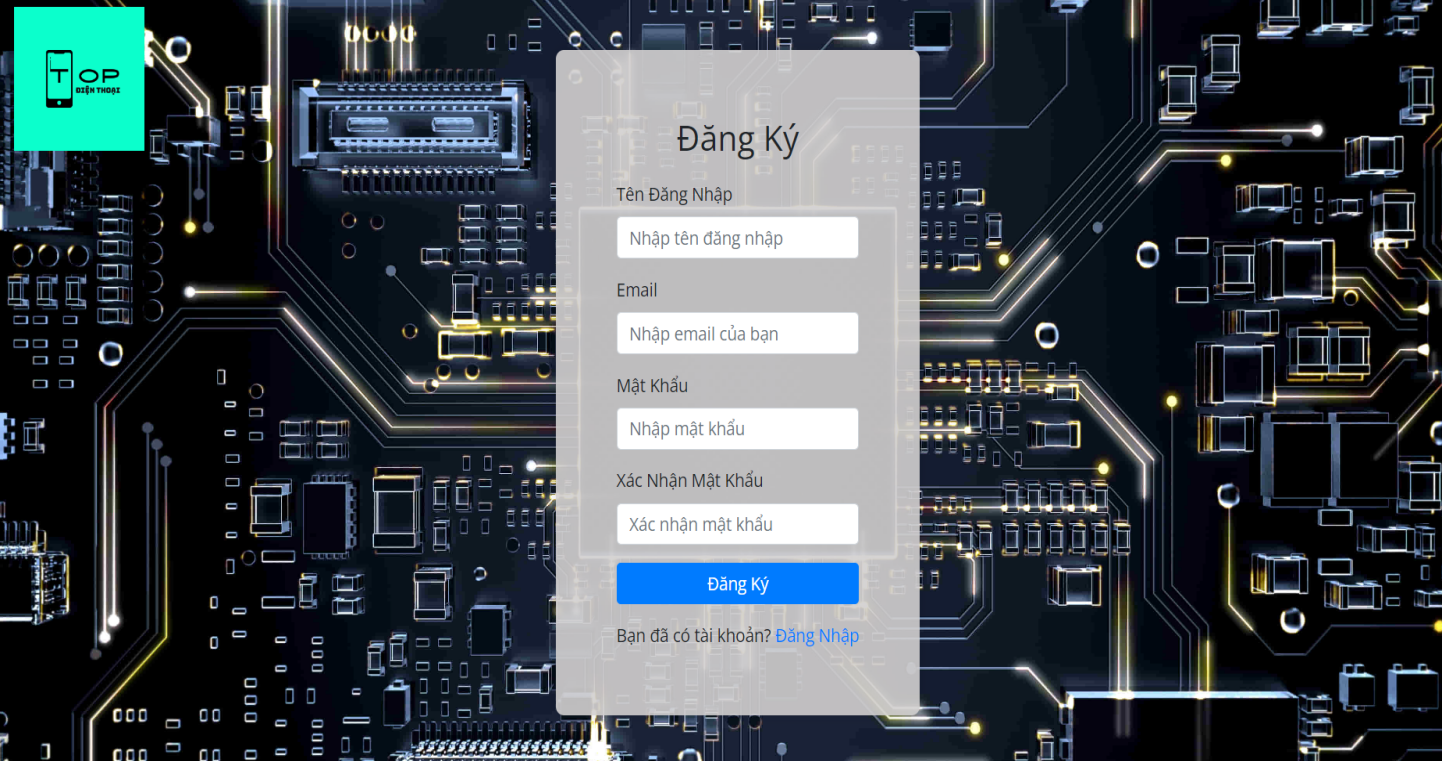 TOP
ĐIỆN THOẠI
Đăng Ký
Tên Đăng Nhập
Nhập tên đăng nhập
Email
Nhập email của bạn
Mật Khẩu
Nhập mật khẩu
Xác Nhận Mật Khẩu
Xác nhận mật khẩu
Đăng Ký
Bạn đã có tài khoản? Đăng Nhập